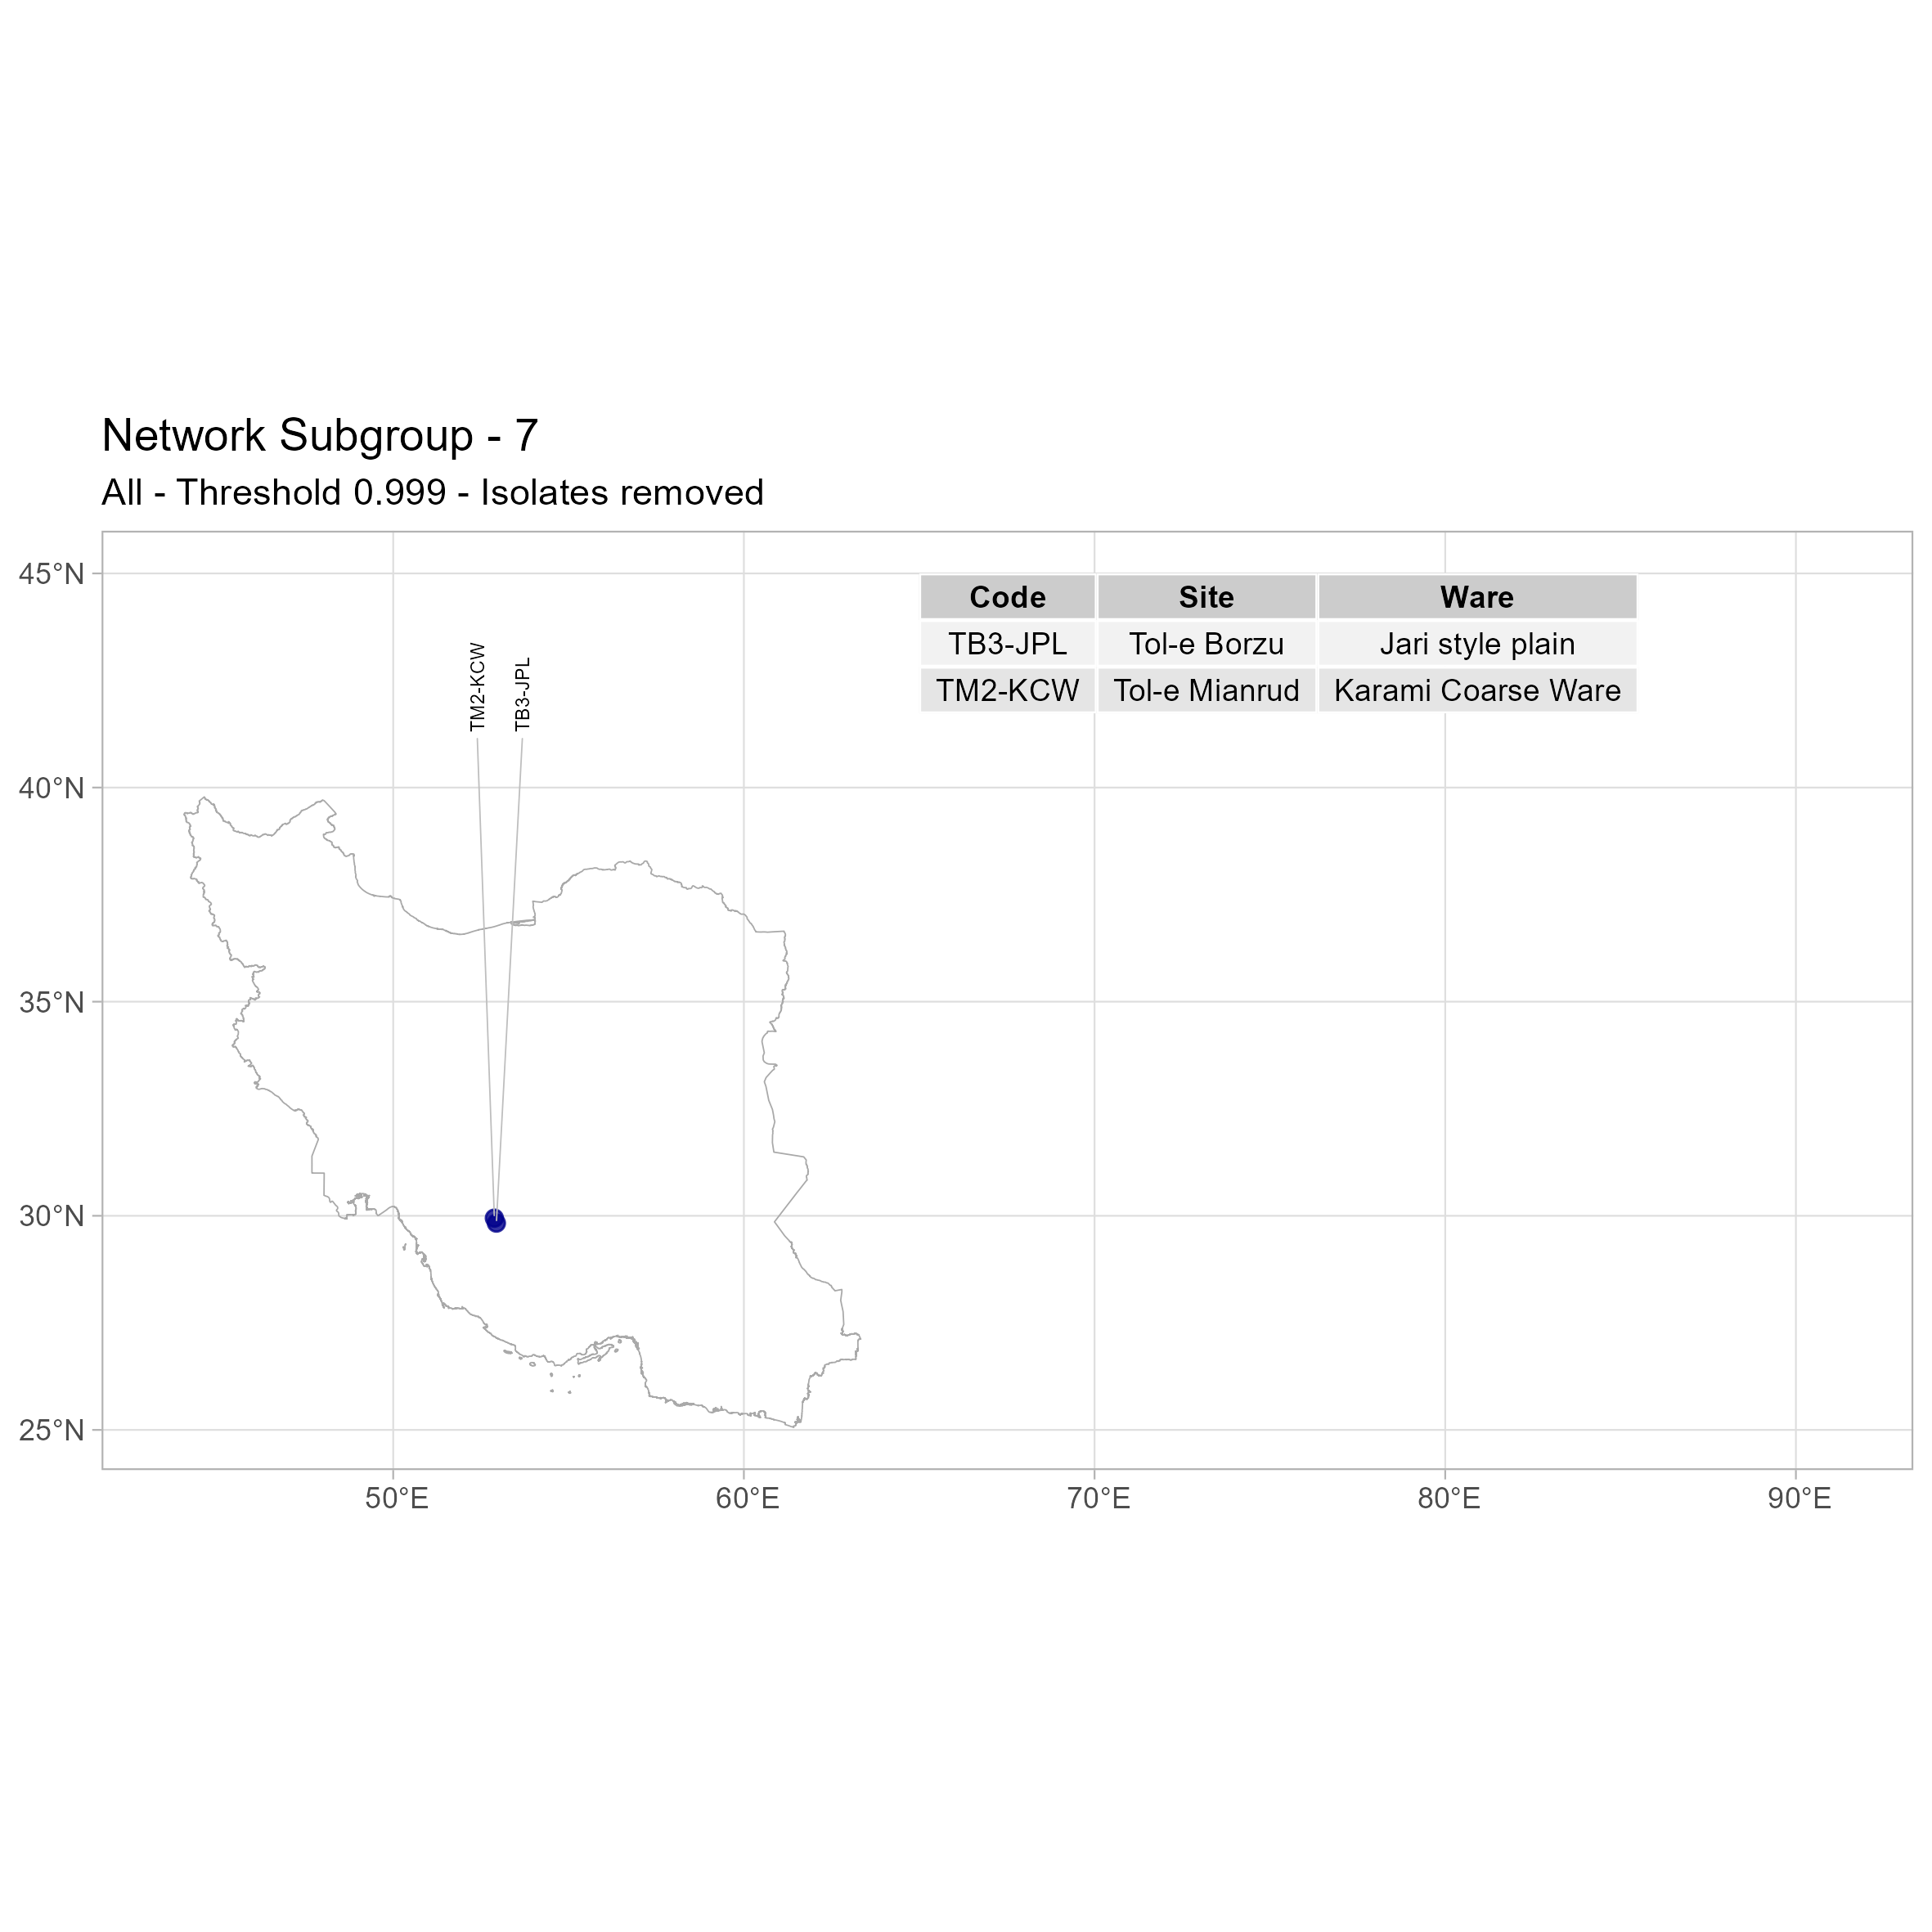 Network Subgroup - 7
All - Threshold 0.999 - Isolates removed
45°N
40°N
35°N
30°N
25°N
TM2-KCW
TB3-JPL
Code Site Ware
TB3-JPL Tol-e Borzu Jari style plain
TM2-KCW Tol-e Mianrud Karami Coarse Ware
50°E 60°E 70°E 80°E 90°E